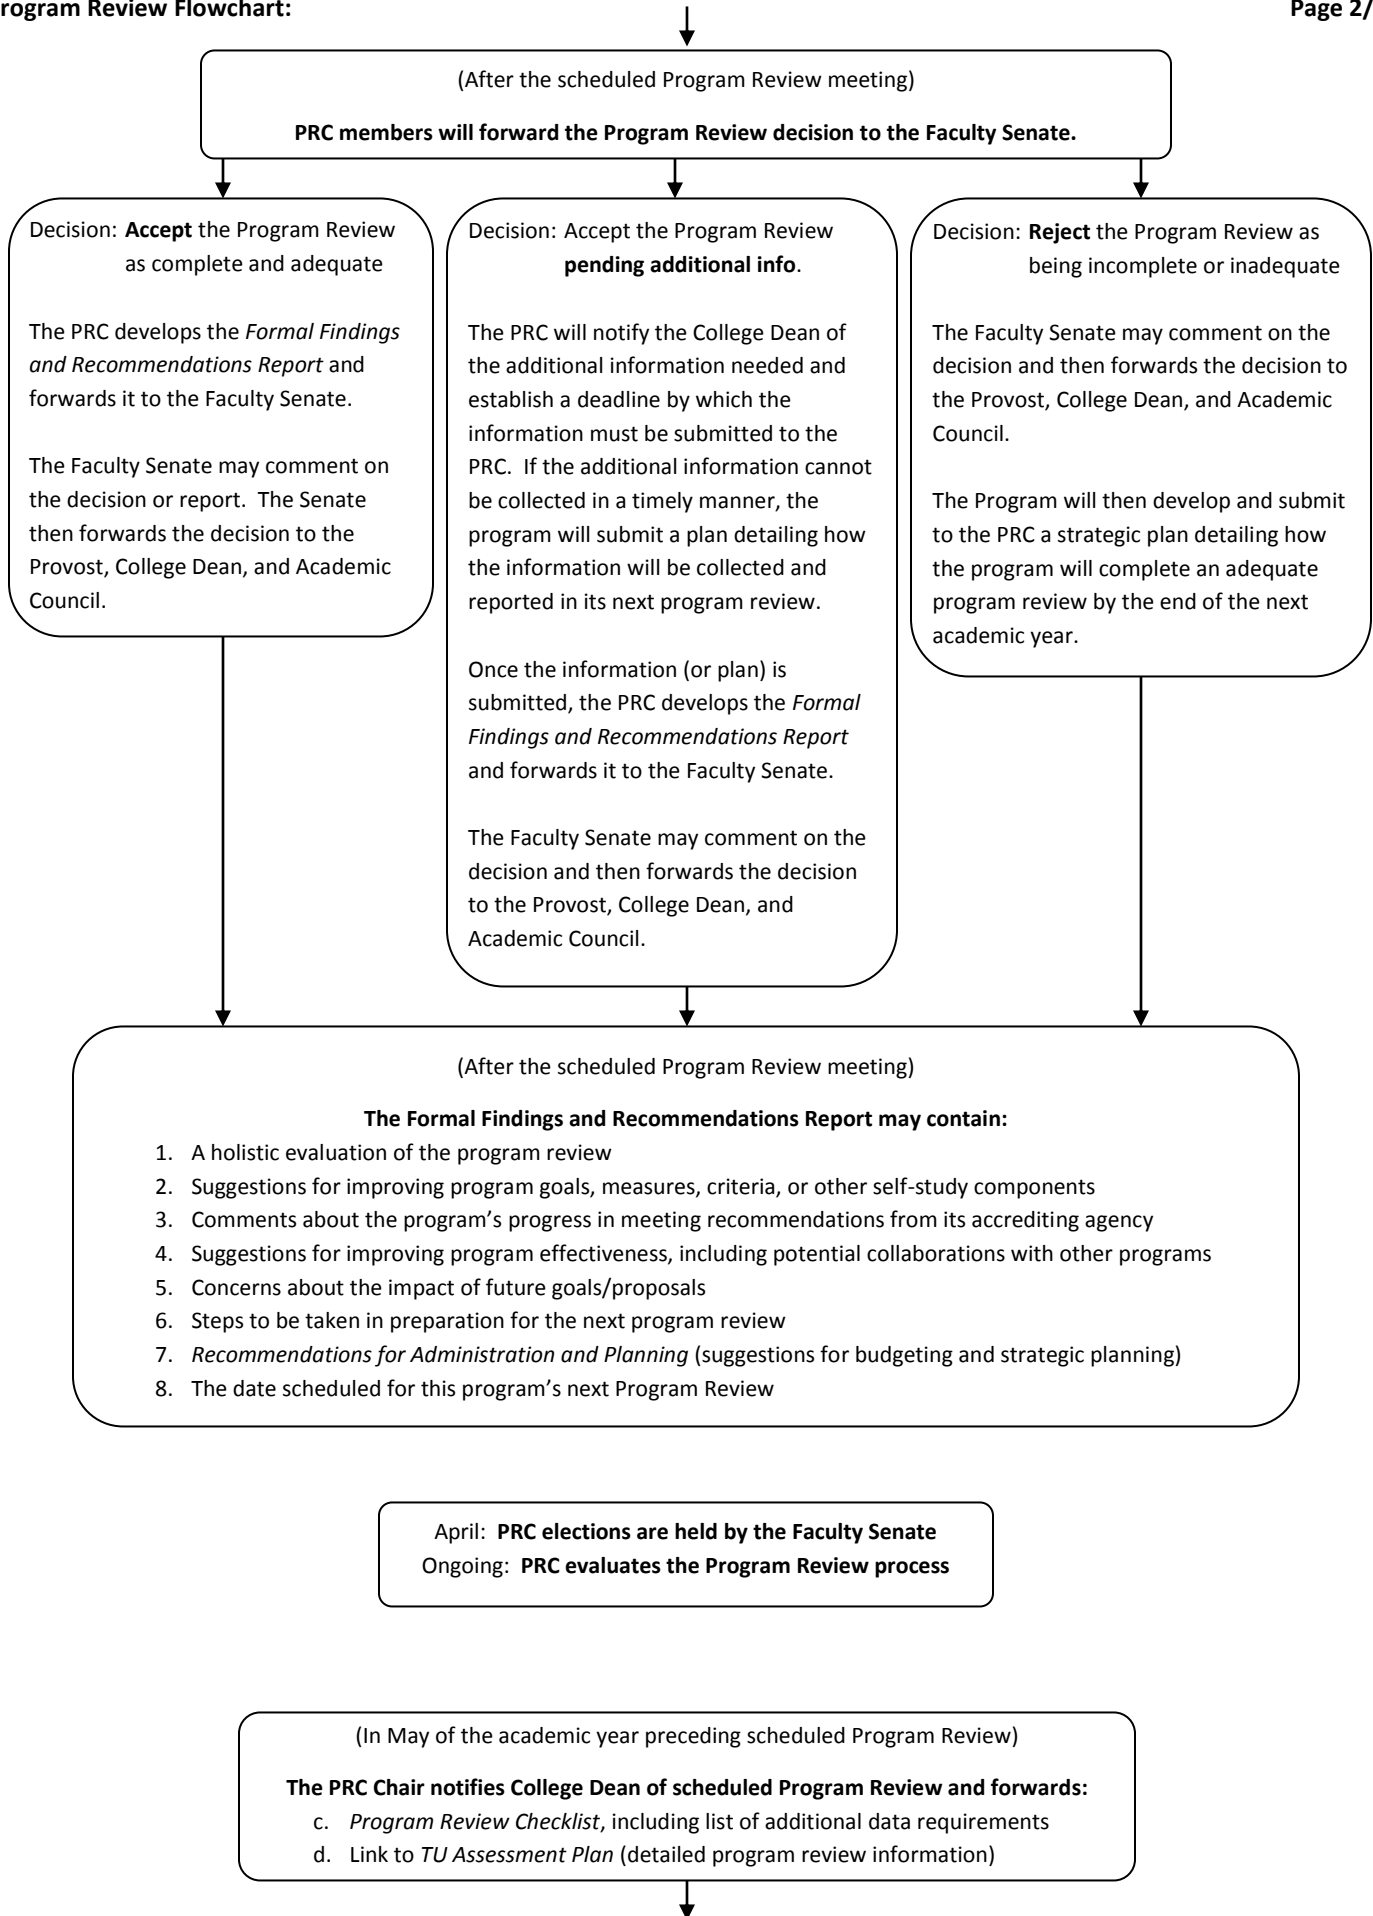 rogram Review Flowchart:
Page 2/
(After the scheduled Program Review meeting)
PRC members will forward the Program Review decision to the Faculty Senate.
Decision: Accept the Program Review
as complete and adequate
The PRC develops the Formal Findings
and Recommendations Report and
forwards it to the Faculty Senate.
The Faculty Senate may comment on
the decision or report. The Senate
then forwards the decision to the
Provost, College Dean, and Academic
Council.
Decision: Accept the Program Review
pending additional info.
The PRC will notify the College Dean of
the additional information needed and
establish a deadline by which the
information must be submitted to the
PRC. If the additional information cannot
be collected in a timely manner, the
program will submit a plan detailing how
the information will be collected and
reported in its next program review.
Once the information (or plan) is
submitted, the PRC develops the Formal
Findings and Recommendations Report
and forwards it to the Faculty Senate.
The Faculty Senate may comment on the
decision and then forwards the decision
to the Provost, College Dean, and
Academic Council.
Decision: Reject the Program Review as
being incomplete or inadequate
The Faculty Senate may comment on the
decision and then forwards the decision to
the Provost, College Dean, and Academic
Council.
The Program will then develop and submit
to the PRC a strategic plan detailing how
the program will complete an adequate
program review by the end of the next
academic year.
(After the scheduled Program Review meeting)
The Formal Findings and Recommendations Report may contain:
1. A holistic evaluation of the program review
2. Suggestions for improving program goals, measures, criteria, or other self-study components
3. Comments about the program’s progress in meeting recommendations from its accrediting agency
4. Suggestions for improving program effectiveness, including potential collaborations with other programs
5. Concerns about the impact of future goals/proposals
6. Steps to be taken in preparation for the next program review
7. Recommendations for Administration and Planning (suggestions for budgeting and strategic planning)
8. The date scheduled for this program’s next Program Review
April: PRC elections are held by the Faculty Senate
Ongoing: PRC evaluates the Program Review process
(In May of the academic year preceding scheduled Program Review)
The PRC Chair notifies College Dean of scheduled Program Review and forwards:
c. Program Review Checklist, including list of additional data requirements
d. Link to TU Assessment Plan (detailed program review information)